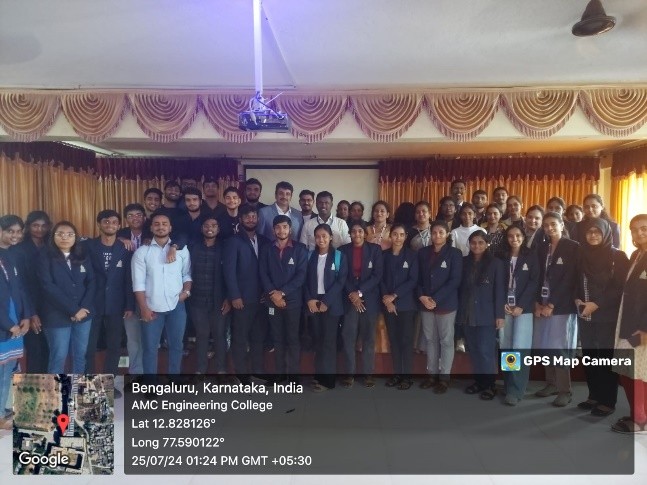 GPS Map Camera
Bengaluru, Karnataka, India
AMC Engineering College
Lat 12.828126°
Long 77.590122°
25/07/24 01:24 PM GMT +05:30
Google